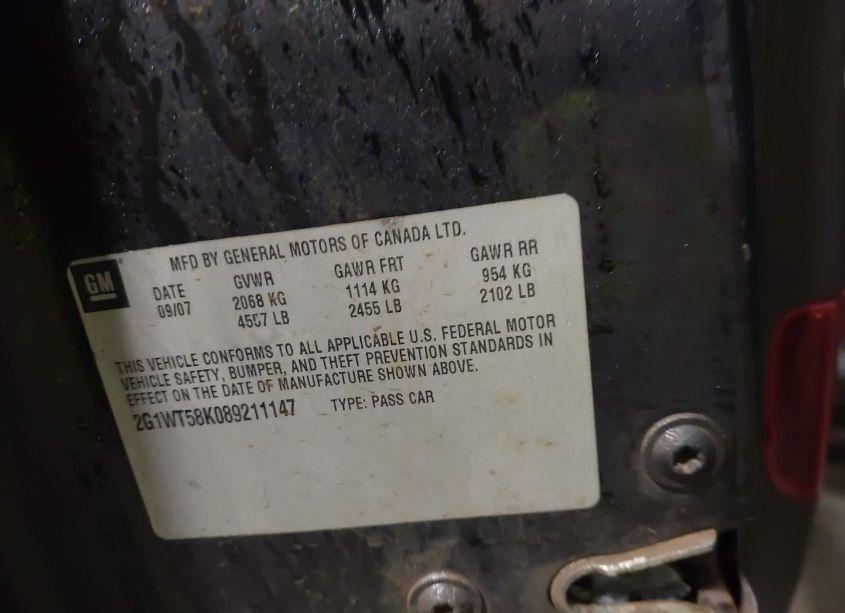 GM
MFD BY GENERAL MOTORS OF CANADA LTD.
DATE GVWR GAWR FRT GAWR RR
09/07 2068 KG 1114 KG 954 KG
4557 LB 2455 LB 2102 LB
THIS VEHICLE CONFORMS TO ALL APPLICABLE U.S. FEDERAL MOTOR
VEHICLE SAFETY, BUMPER, AND THEFT PREVENTION STANDARDS IN
EFFECT ON THE DATE OF MANUFACTURE SHOWN ABOVE.
2G1WT58K089211147 TYPE: PASS CAR